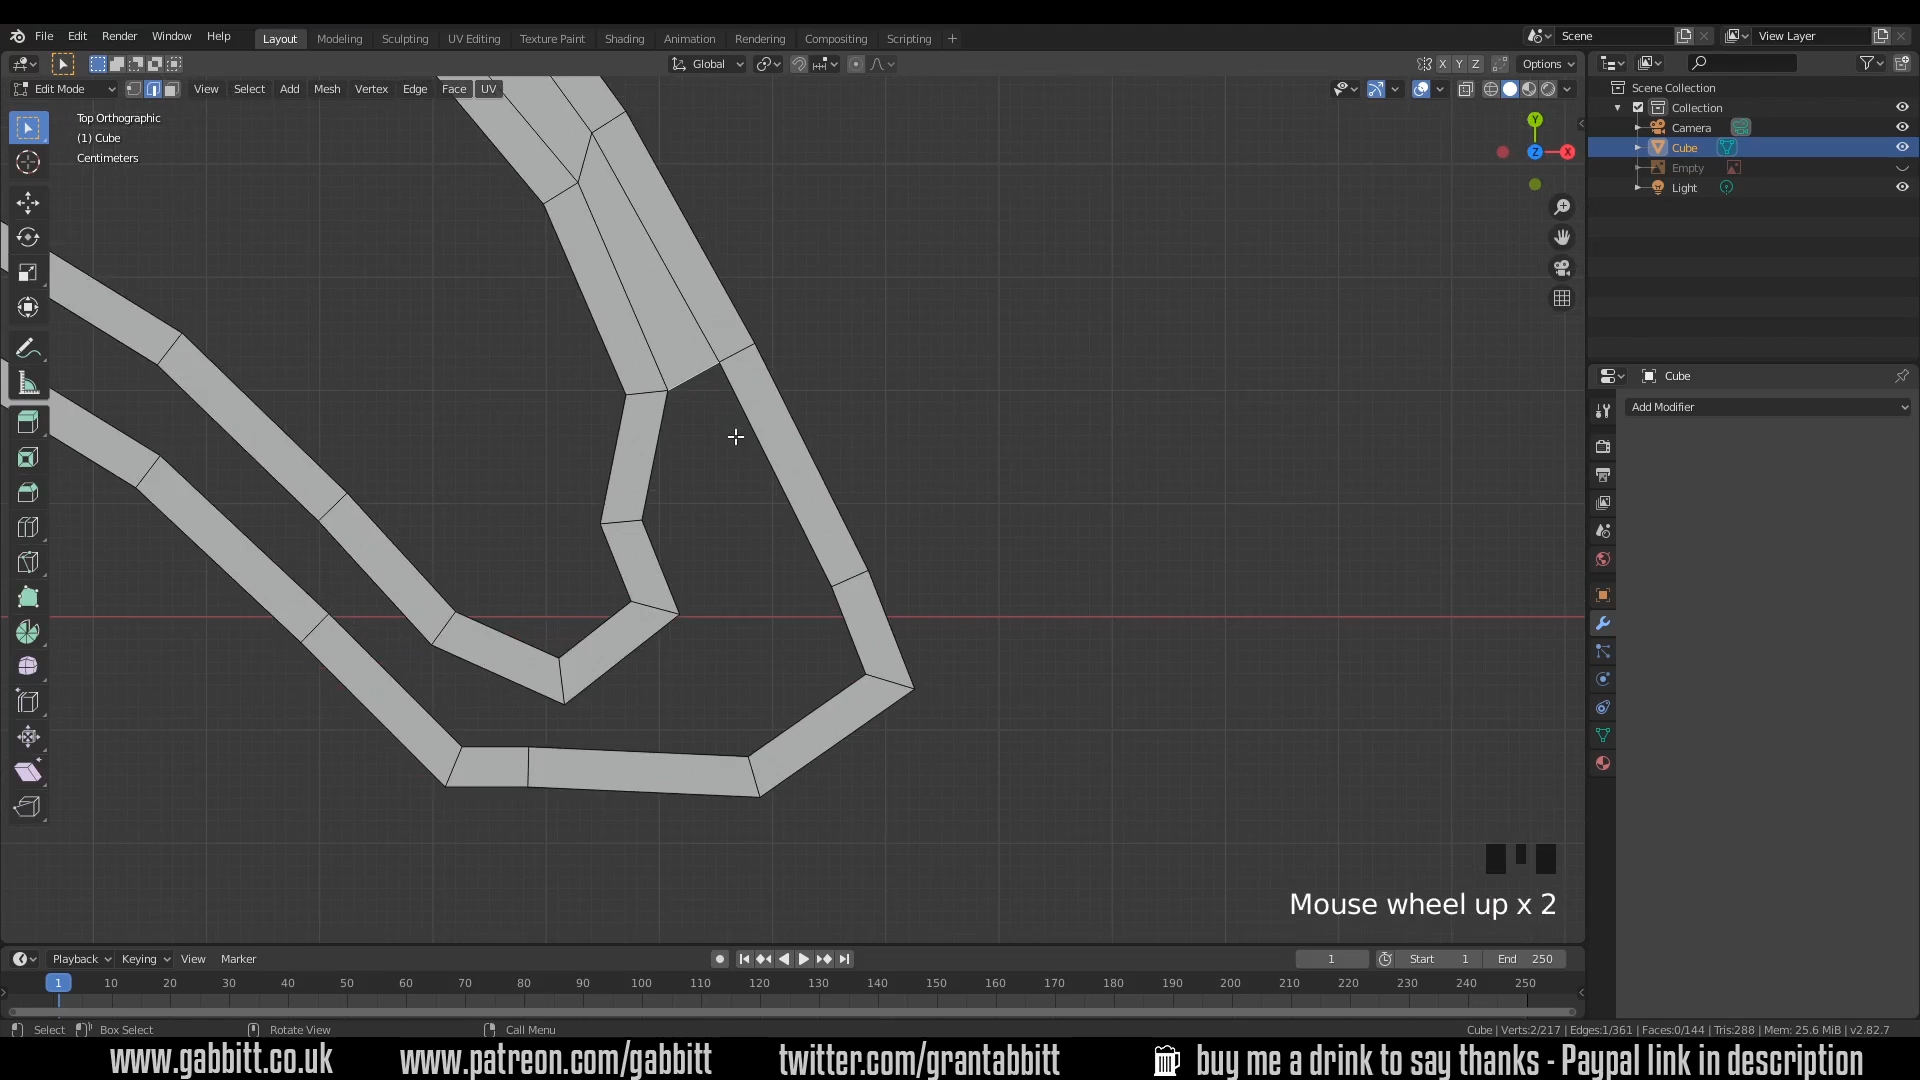 File Edit Render Window Help
Layout Modeling Sculpting UV Editing Texture Paint Shading Animation Rendering Compositing Scripting +
Scene
View Layer
Global
X Y Z
Options
Edit Mode
View Select Add Mesh Vertex Edge Face UV
Top Orthographic
(1) Cube
Centimeters
Y
Z
X
Scene Collection
Collection
Camera
Cube
Empty
Light
Cube
Add Modifier
Mouse wheel up x 2
Playback Keying View Marker
1
Start 1
End 250
1 10 20 30 40 50 60 70 80 90 100 110 120 130 140 150 160 170 180 190 200 210 220 230 240 250
Select Box Select Rotate View Call Menu
Cube | Verts:2/217 | Edges:1/361 | Faces:0/144 | Tris:288 | Mem: 25.6 MiB | v2.82.7
www.gabbitt.co.uk www.patreon.com/gabbitt twitter.com/grantabbitt buy me a drink to say thanks - Paypal link in description